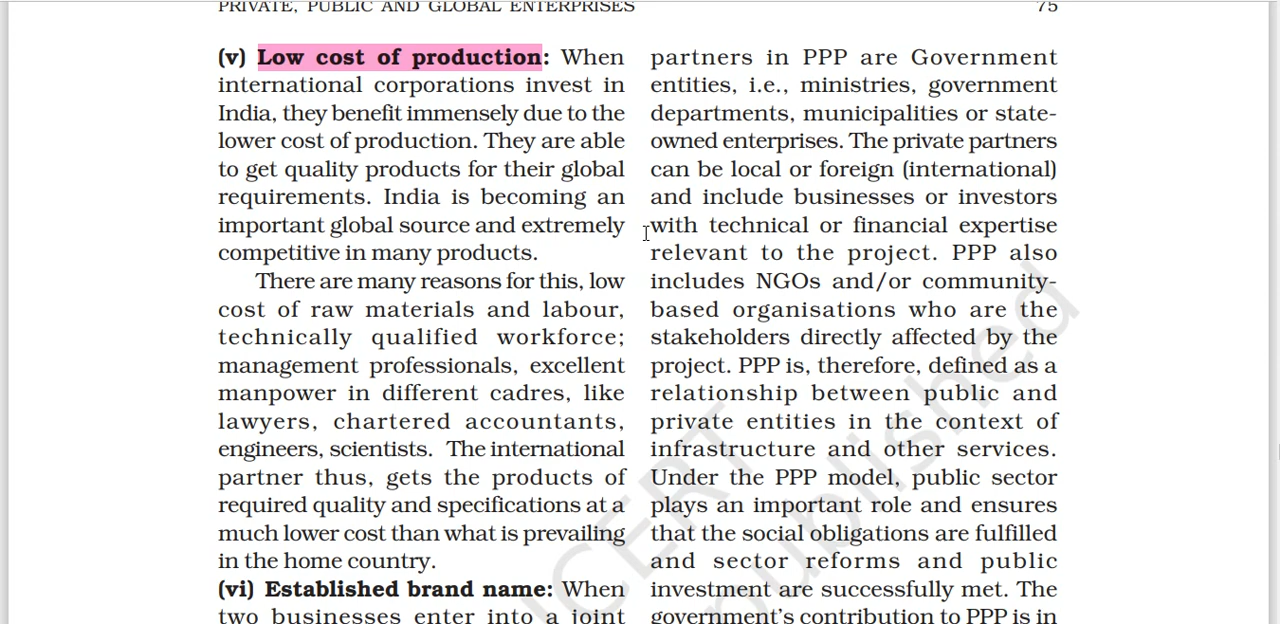 PRIVATE, PUBLIC AND GLOBAL ENTERPRISES 75
(v) Low cost of production: When
international corporations invest in
India, they benefit immensely due to the
lower cost of production. They are able
to get quality products for their global
requirements. India is becoming an
important global source and extremely
competitive in many products.
There are many reasons for this, low
cost of raw materials and labour,
technically qualified workforce;
management professionals, excellent
manpower in different cadres, like
lawyers, chartered accountants,
engineers, scientists. The international
partner thus, gets the products of
required quality and specifications at a
much lower cost than what is prevailing
in the home country.
(vi) Established brand name: When
two businesses enter into a joint
partners in PPP are Government
entities, i.e., ministries, government
departments, municipalities or state-
owned enterprises. The private partners
can be local or foreign (international)
and include businesses or investors
with technical or financial expertise
relevant to the project. PPP also
includes NGOs and/or community-
based organisations who are the
stakeholders directly affected by the
project. PPP is, therefore, defined as a
relationship between public and
private entities in the context of
infrastructure and other services.
Under the PPP model, public sector
plays an important role and ensures
that the social obligations are fulfilled
and sector reforms and public
investment are successfully met. The
government's contribution to PPP is in